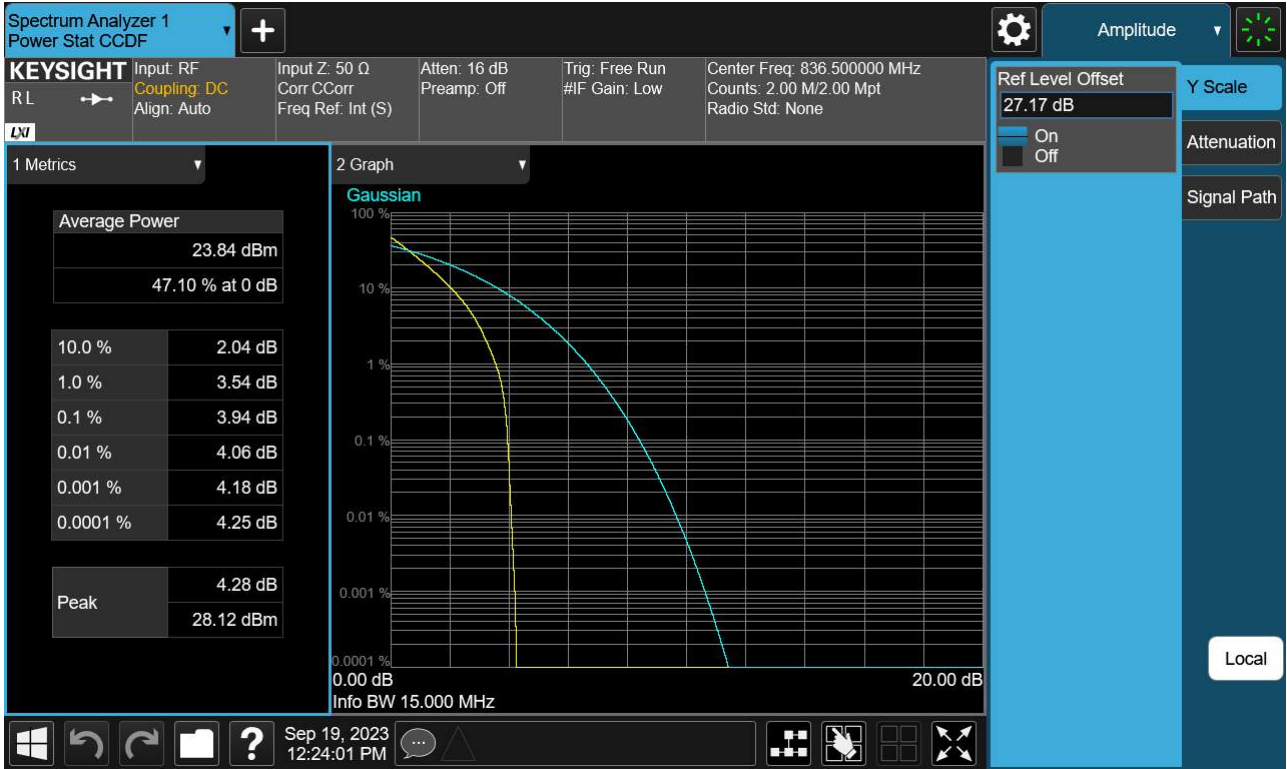 Spectrum Analyzer 1
Power Stat CCDF
+
Amplitude
KEYSIGHT
RL
LXI
Input: RF
Coupling: DC
Align: Auto
Input Z: 50 Ω
Corr CCorr
Freq Ref: Int (S)
Atten: 16 dB
Preamp: Off
Trig: Free Run
#IF Gain: Low
Center Freq: 836.500000 MHz
Counts: 2.00 M/2.00 Mpt
Radio Std: None
Ref Level Offset
27.17 dB
On
Off
Y Scale
Attenuation
Signal Path
Local
1 Metrics
Average Power
23.84 dBm
47.10 % at 0 dB
10.0 % 2.04 dB
1.0 % 3.54 dB
0.1 % 3.94 dB
0.01 % 4.06 dB
0.001 % 4.18 dB
0.0001 % 4.25 dB
Peak
4.28 dB
28.12 dBm
2 Graph
Gaussian
100 %
10 %
1 %
0.1 %
0.01 %
0.001 %
0.0001 %
0.00 dB 20.00 dB
Info BW 15.000 MHz
?
Sep 19, 2023
12:24:01 PM